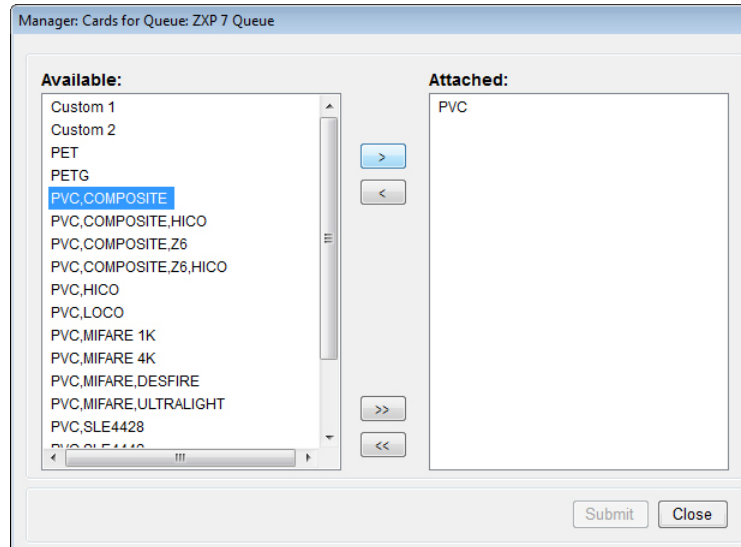 Manager: Cards for Queue: ZXP 7 Queue
Available:
Attached:
Custom 1
Custom 2
PET
PETG
PVC,COMPOSITE
PVC,COMPOSITE,HICO
PVC,COMPOSITE,Z6
PVC,COMPOSITE,Z6,HICO
PVC,HICO
PVC,LOCO
PVC,MIFARE 1K
PVC,MIFARE 4K
PVC,MIFARE,DESFIRE
PVC,MIFARE,ULTRALIGHT
PVC,SLE4428
PVC
>
<
>>
<<
Submit
Close